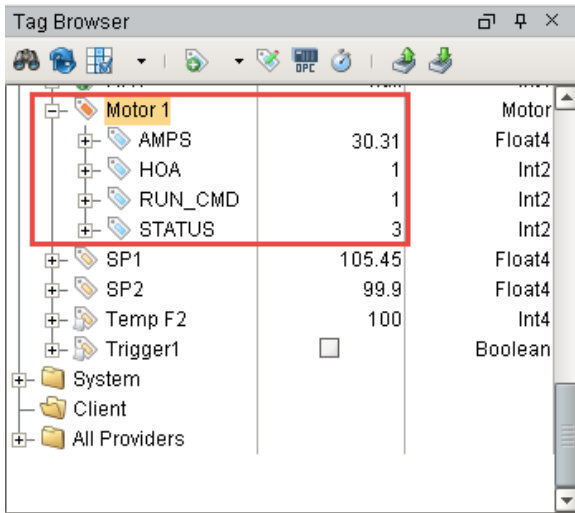 Tag Browser
OPC
Motor 1 Motor
AMPS 30.31 Float4
HOA 1 Int2
RUN_CMD 1 Int2
STATUS 3 Int2
SP1 105.45 Float4
SP2 99.9 Float4
Temp F2 100 Int4
Trigger1 Boolean
System
Client
All Providers